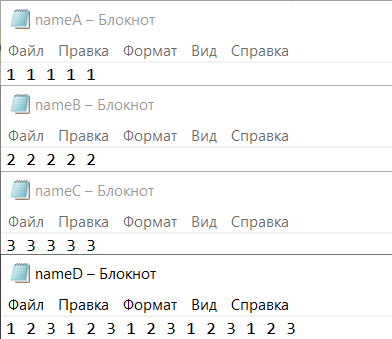 nameA – Блокнот
Файл Правка Формат Вид Справка
1 1 1 1 1
nameB – Блокнот
Файл Правка Формат Вид Справка
2 2 2 2 2
nameC – Блокнот
Файл Правка Формат Вид Справка
3 3 3 3 3
nameD – Блокнот
Файл Правка Формат Вид Справка
1 2 3 1 2 3 1 2 3 1 2 3 1 2 3